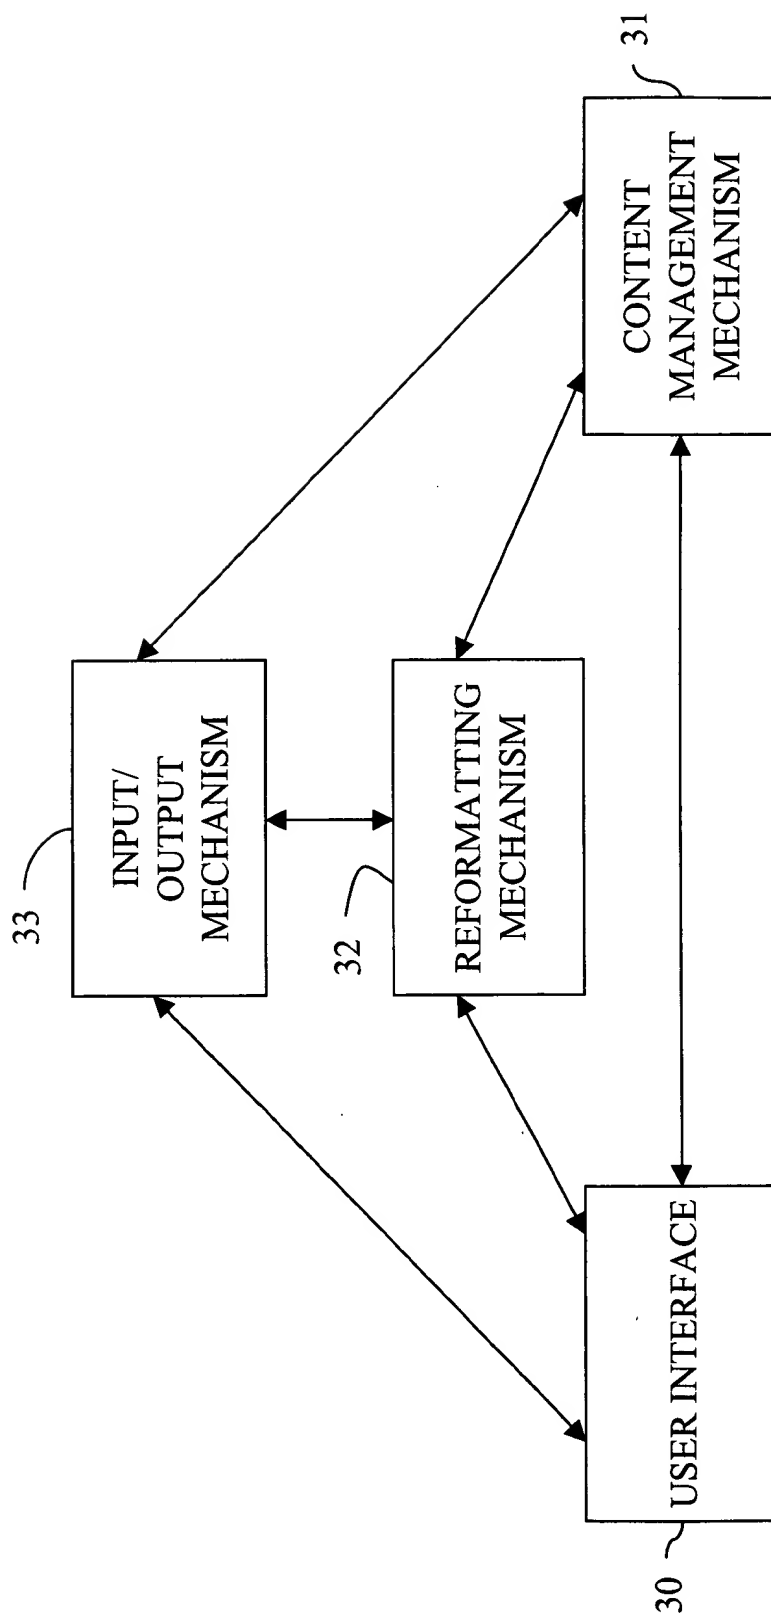 33
INPUT/
OUTPUT
MECHANISM
32
REFORMATTING
MECHANISM
30
USER INTERFACE
31
CONTENT
MANAGEMENT
MECHANISM